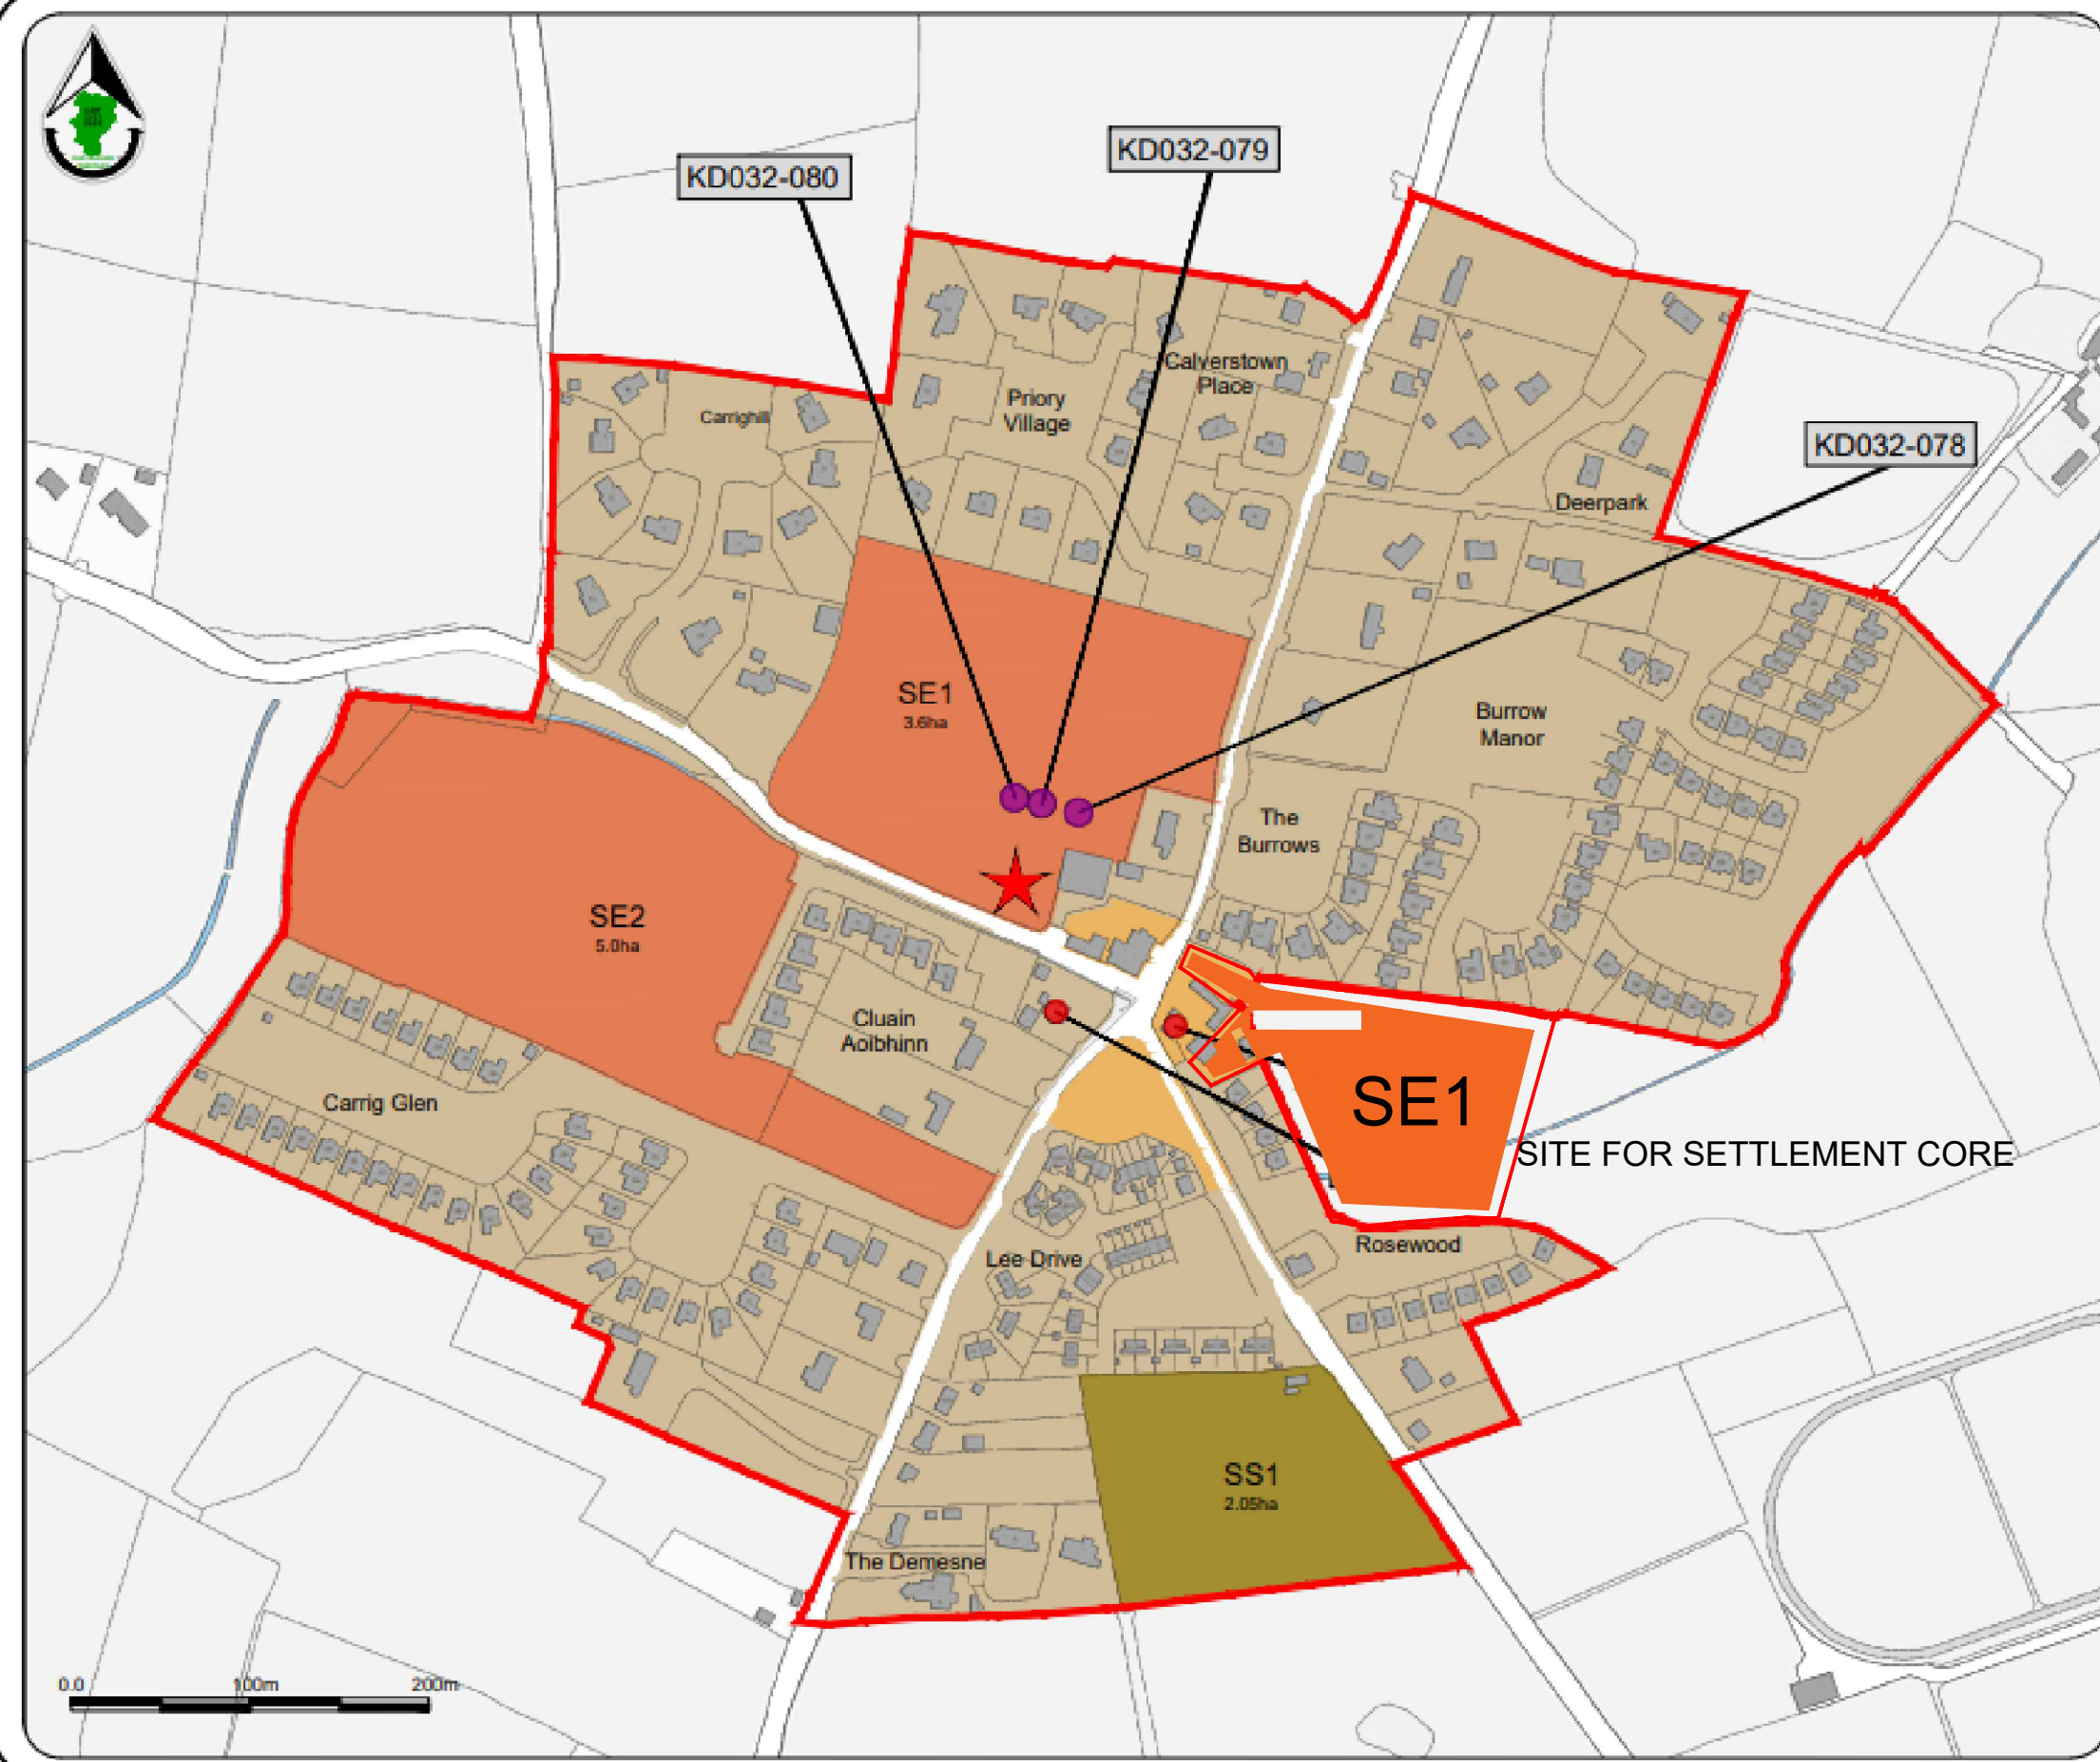 KD032-079
KD032-080
Calverstown
Place
Priory
Village
Carrighill
KD032-078
Deerpark
SE1
3.6ha
Burrow
Manor
The
Burrows
SE2
5.0ha
Cluain
Aoibhinn
Carrig Glen
SE1
SITE FOR SETTLEMENT CORE
Rosewood
Lee Drive
SS1
2.05ha
The Demesne
0.0 100m 200m